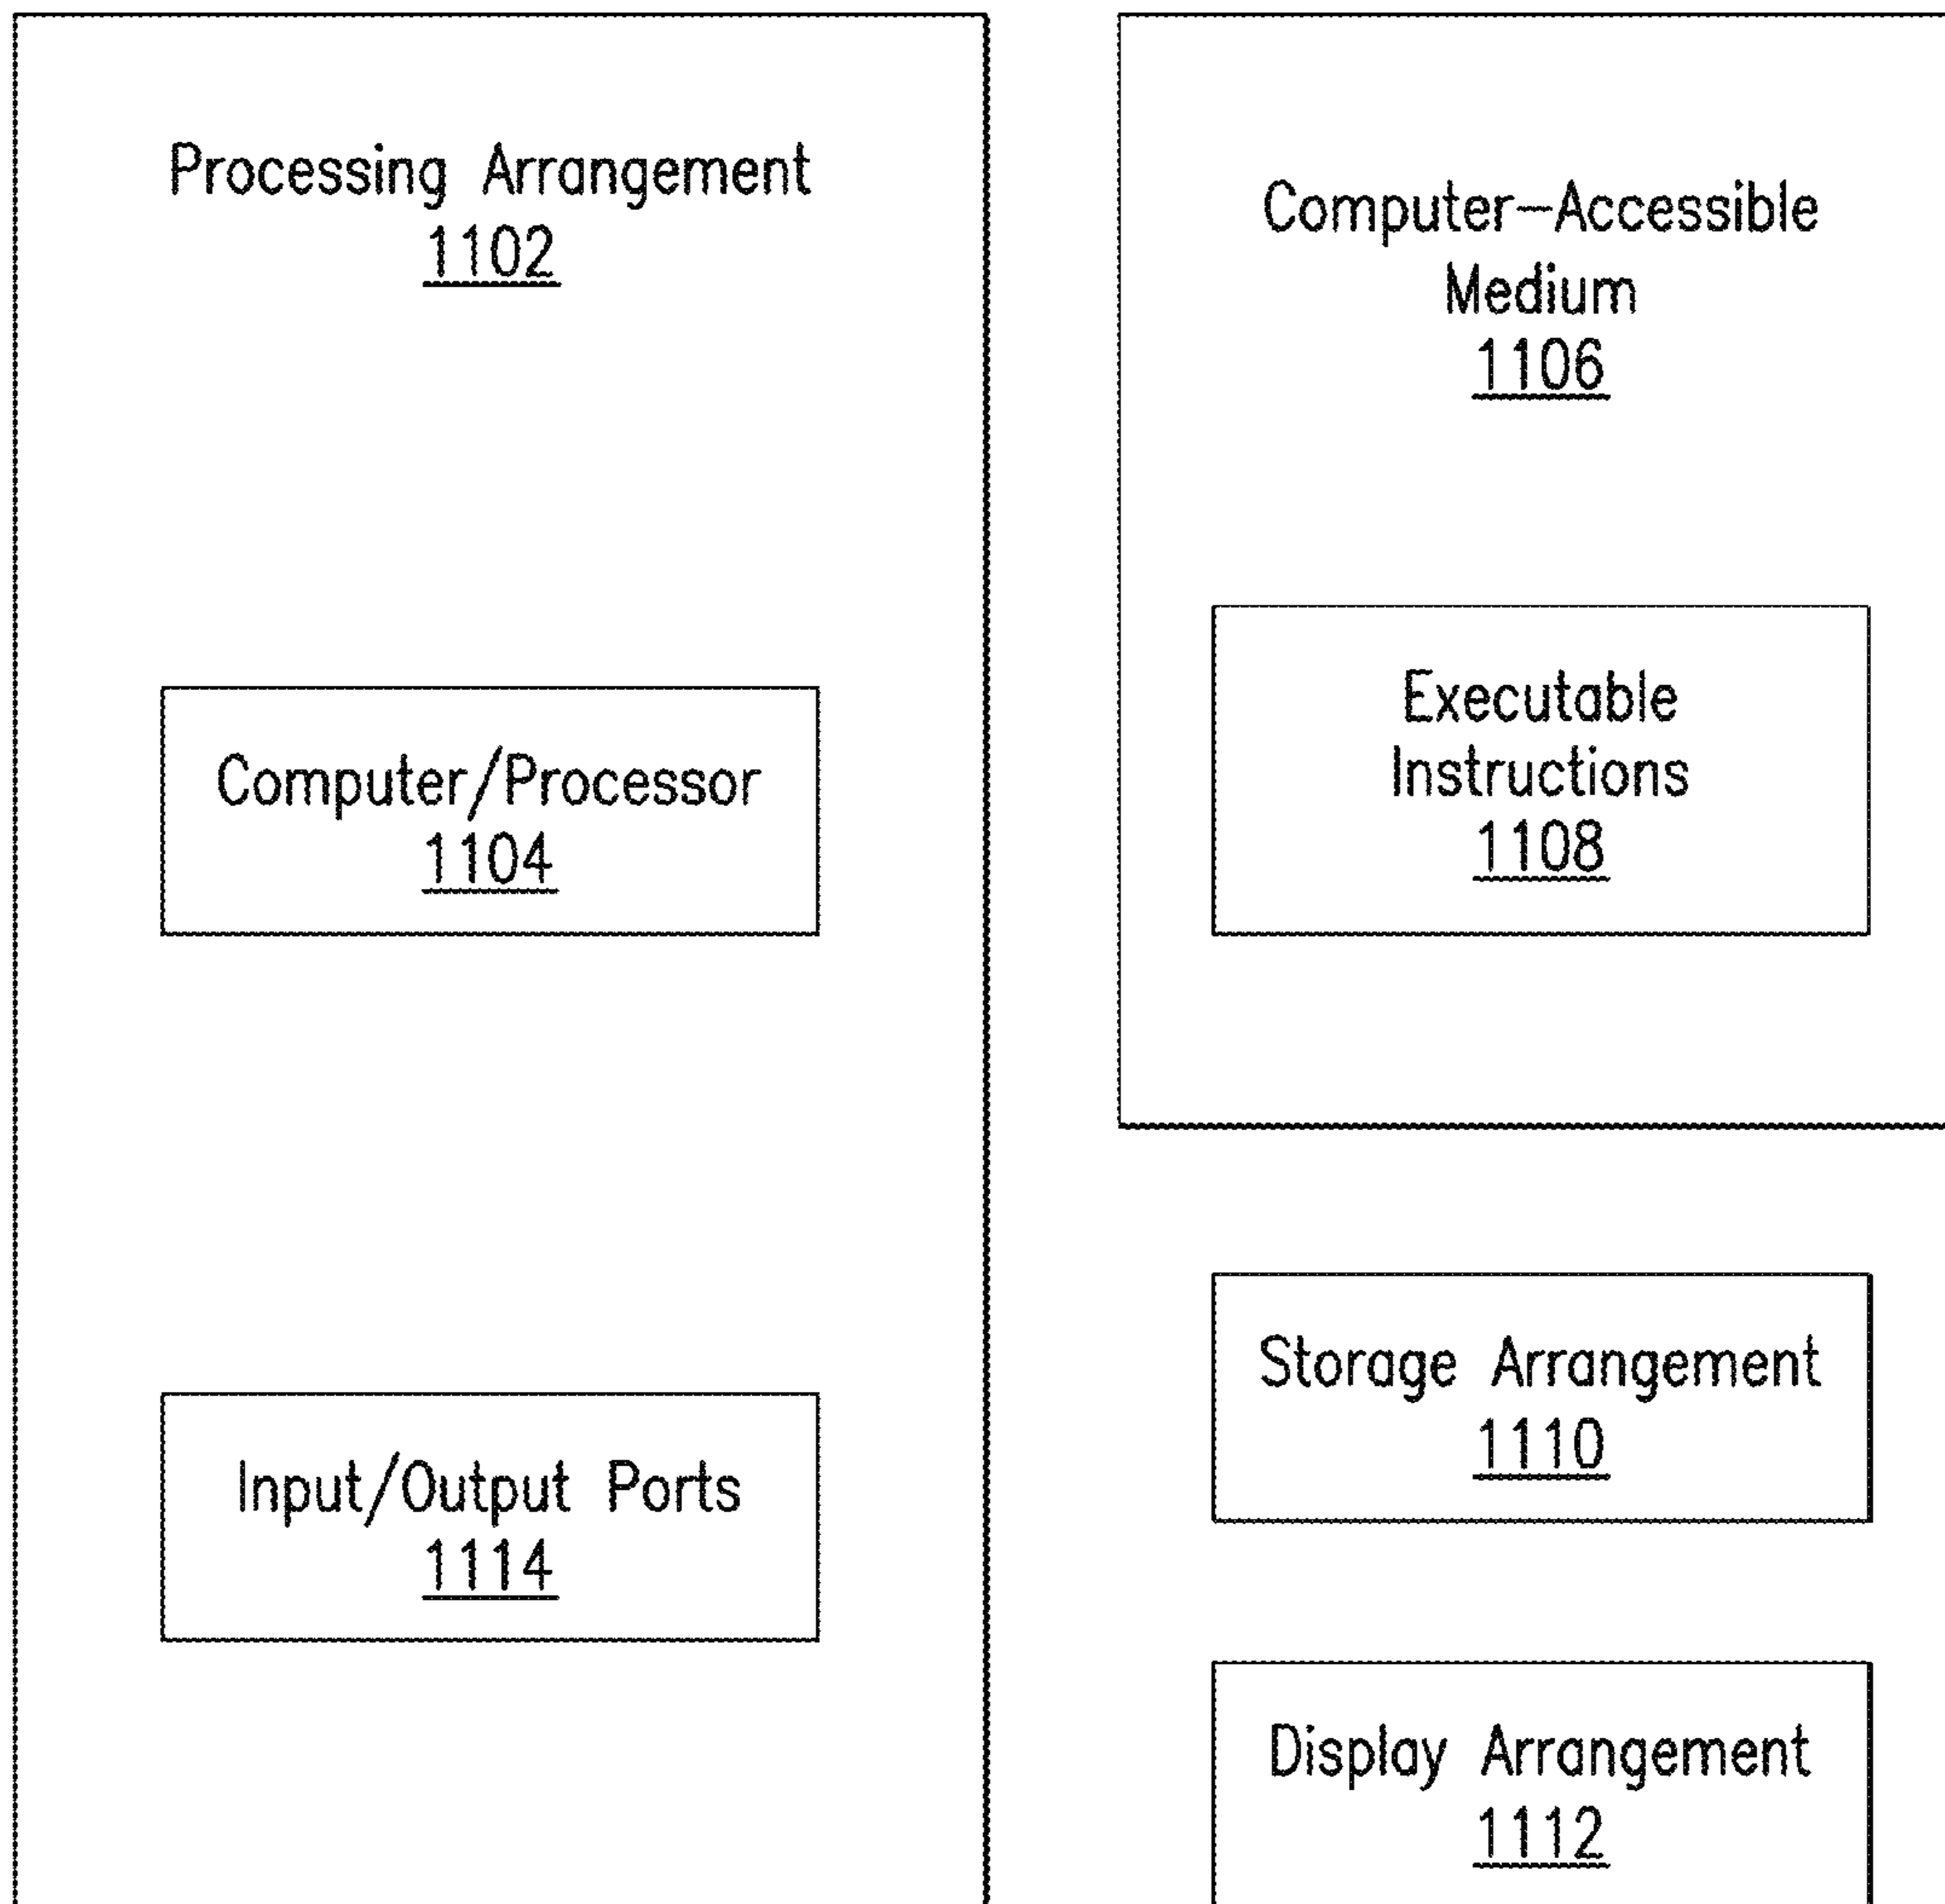 Processing Arrangement
1102
Computer/Processor
1104
Input/Output Ports
1114
Computer-Accessible
Medium
1106
Executable
Instructions
1108
Storage Arrangement
1110
Display Arrangement
1112